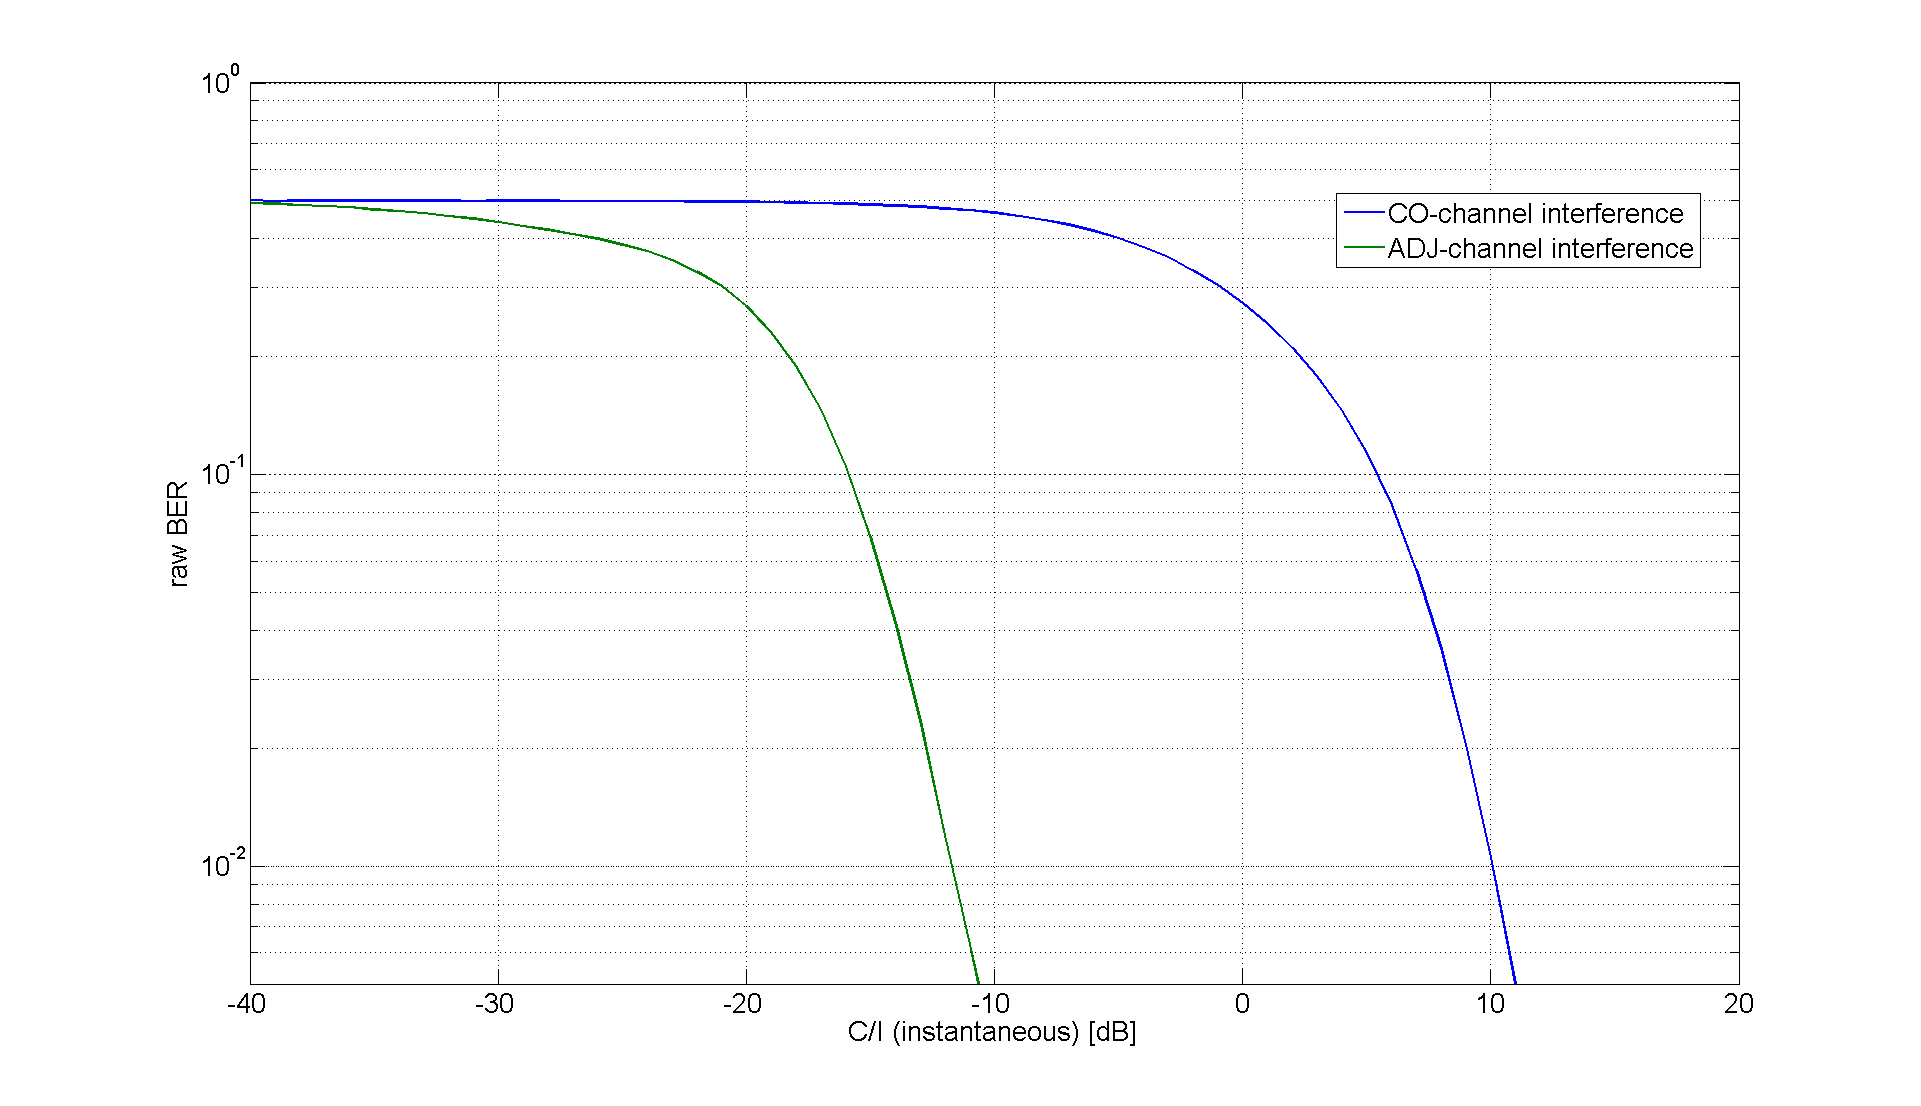 10^0
CO-channel interference
ADJ-channel interference
10^-1
raw BER
10^-2
-40 -30 -20 -10 0 10 20
C/I (instantaneous) [dB]